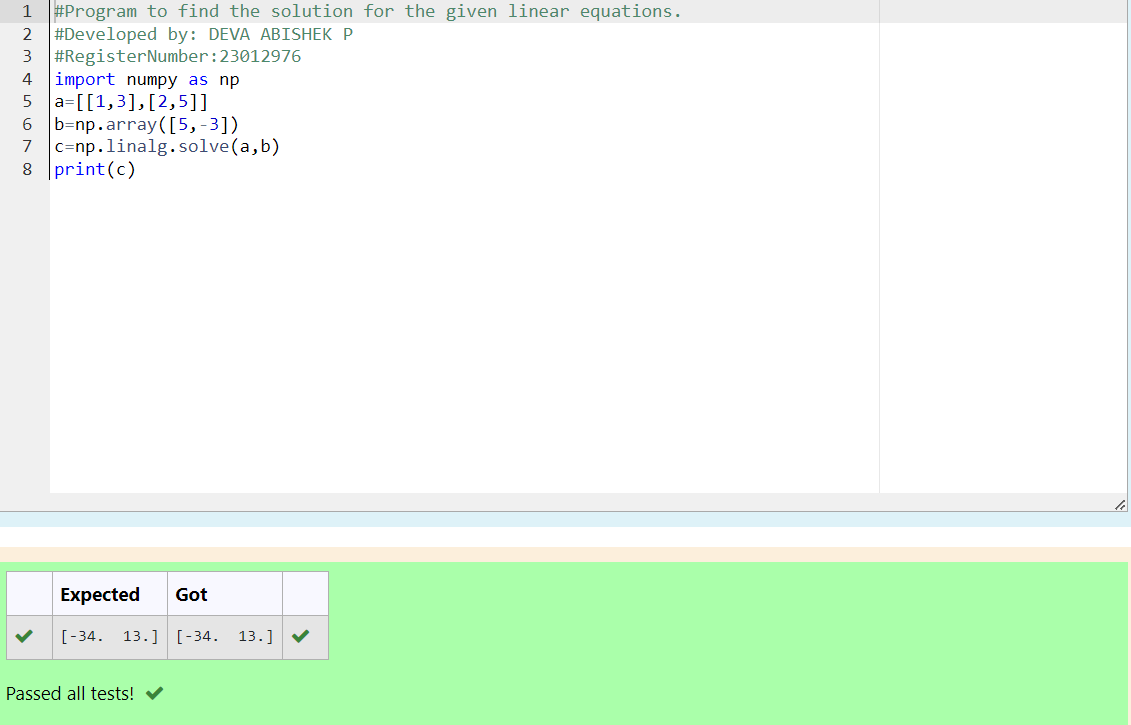 1 #Program to find the solution for the given linear equations.
2 #Developed by: DEVA ABISHEK P
3 #RegisterNumber:23012976
4 import numpy as np
5 a=[[1,3],[2,5]]
6 b=np.array([5,-3])
7 c=np.linalg.solve(a,b)
8 print(c)
Expected Got
[-34.  13.] [-34.  13.]
Passed all tests!